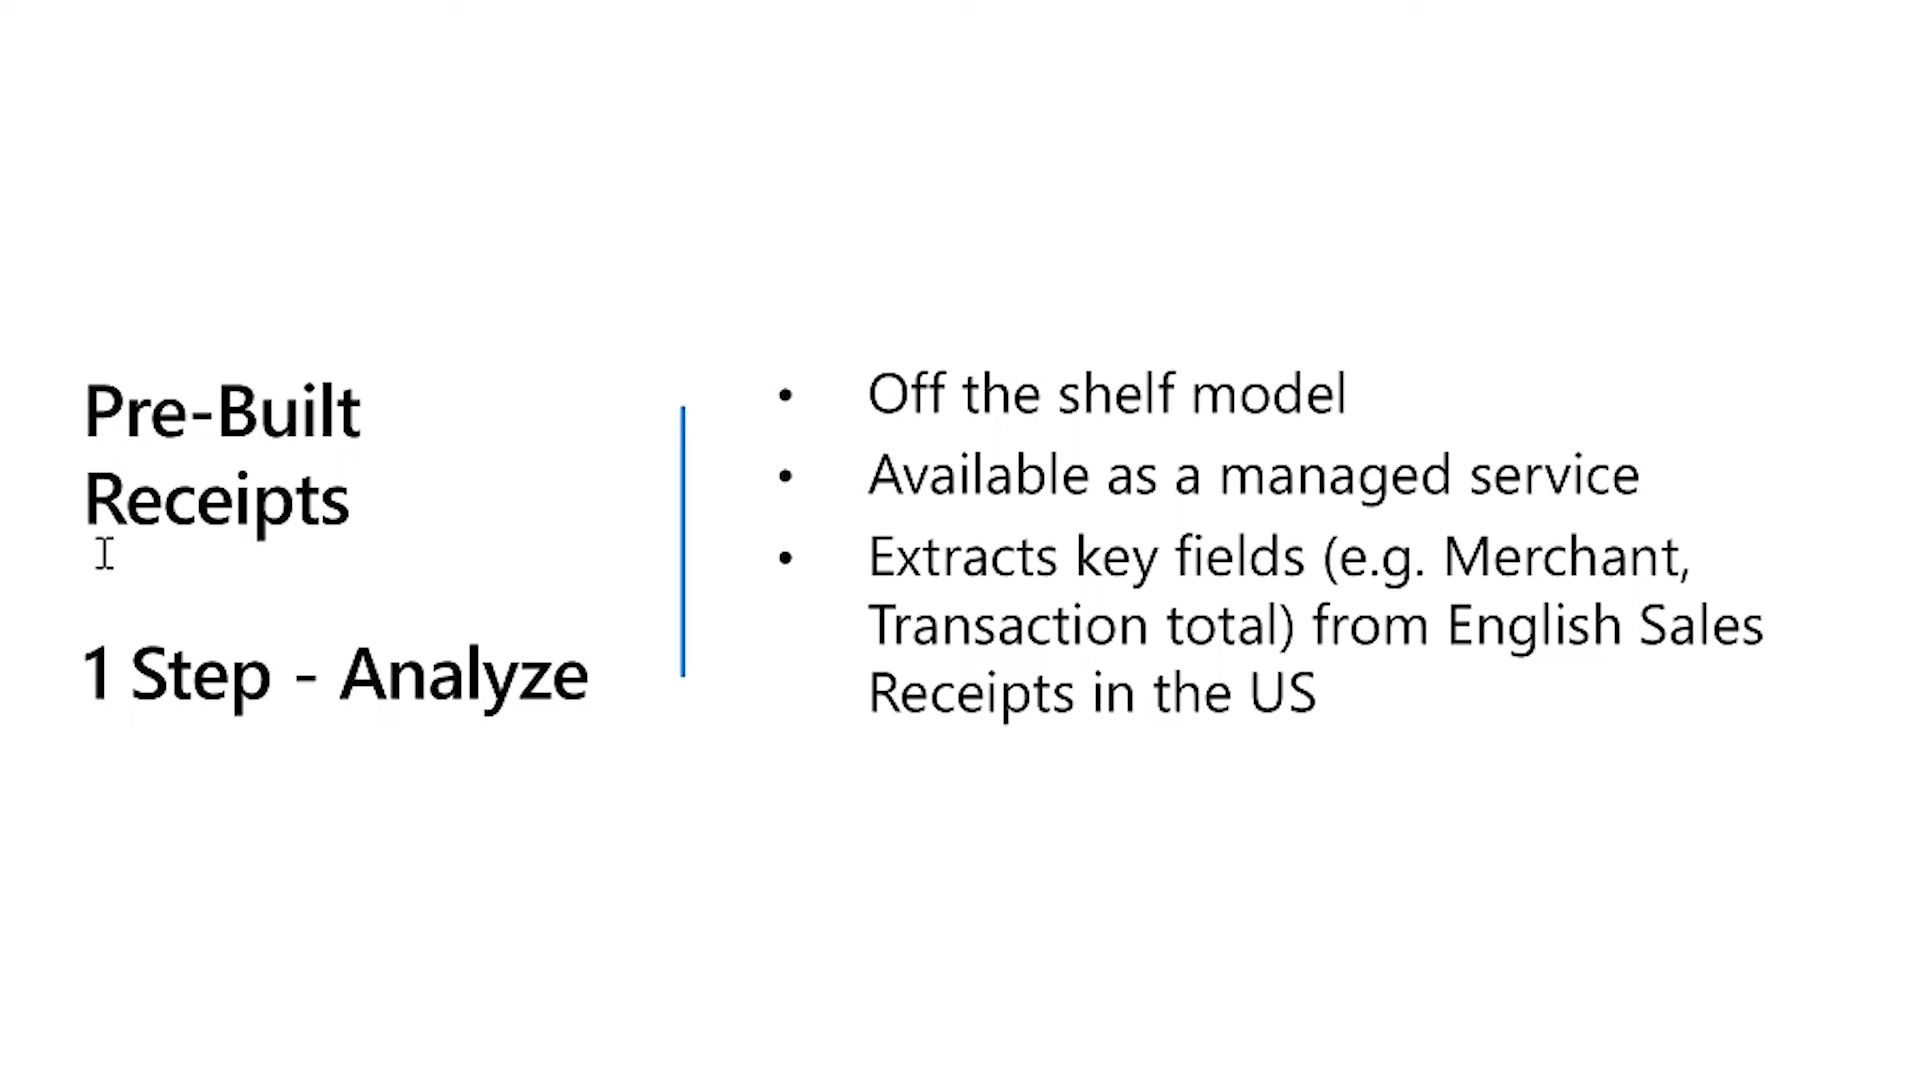 Pre-Built
Receipts
1 Step - Analyze
• Off the shelf model
• Available as a managed service
• Extracts key fields (e.g. Merchant,
Transaction total) from English Sales
Receipts in the US